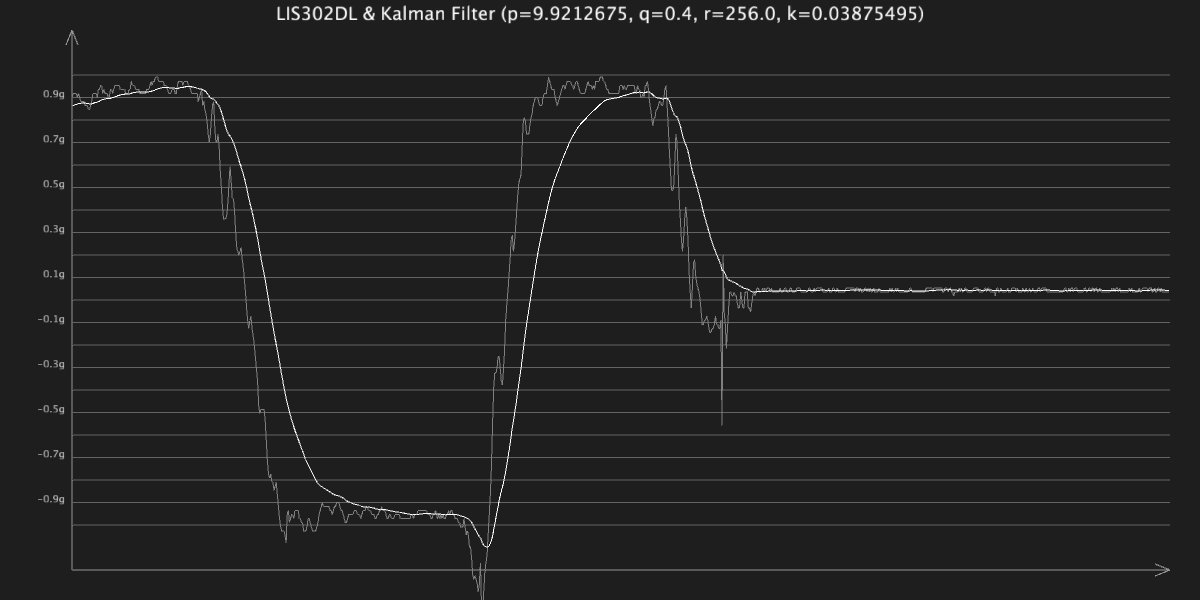 LIS302DL & Kalman Filter (p=9.9212675, q=0.4, r=256.0, k=0.03875495)
0.9g
0.7g
0.5g
0.3g
0.1g
-0.1g
-0.3g
-0.5g
-0.7g
-0.9g